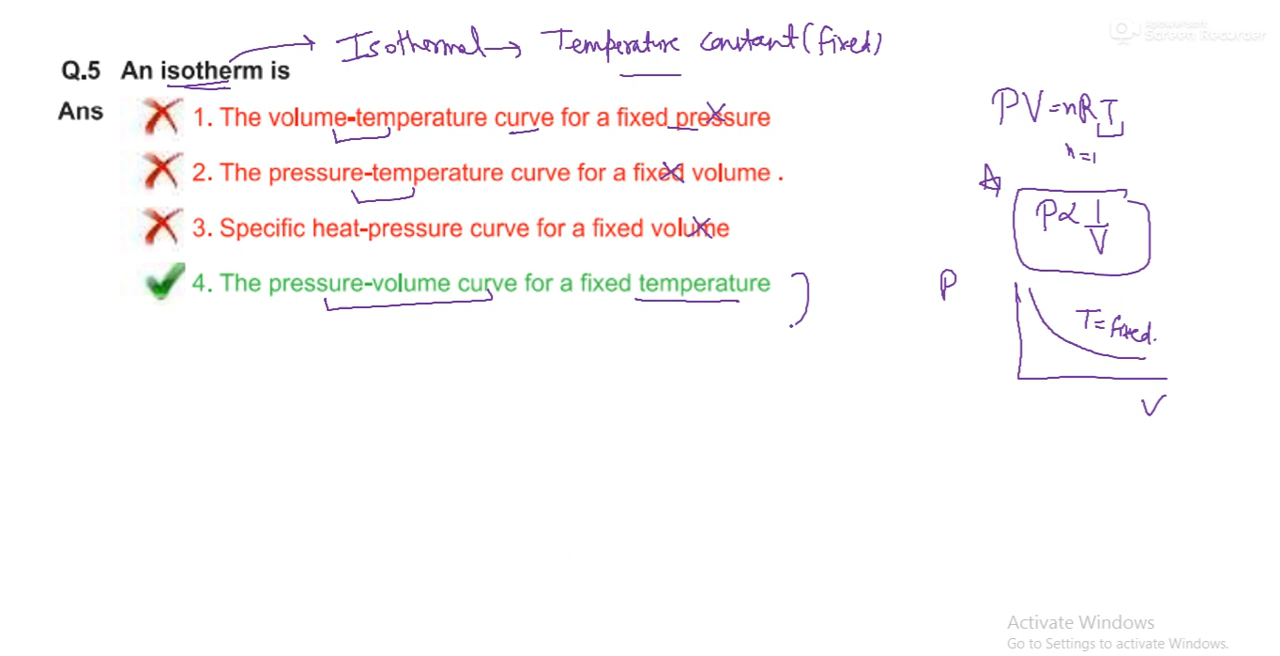 Isothermal → Temperature constant (fixed)
Q.5 An isotherm is
Ans
1. The volume-temperature curve for a fixed pressure
2. The pressure-temperature curve for a fixed volume .
3. Specific heat-pressure curve for a fixed volume
4. The pressure-volume curve for a fixed temperature
PV = nRT
n=1
P∝ 1/V
P
T = fixed.
V
Screen Recorder
Activate Windows
Go to Settings to activate Windows.